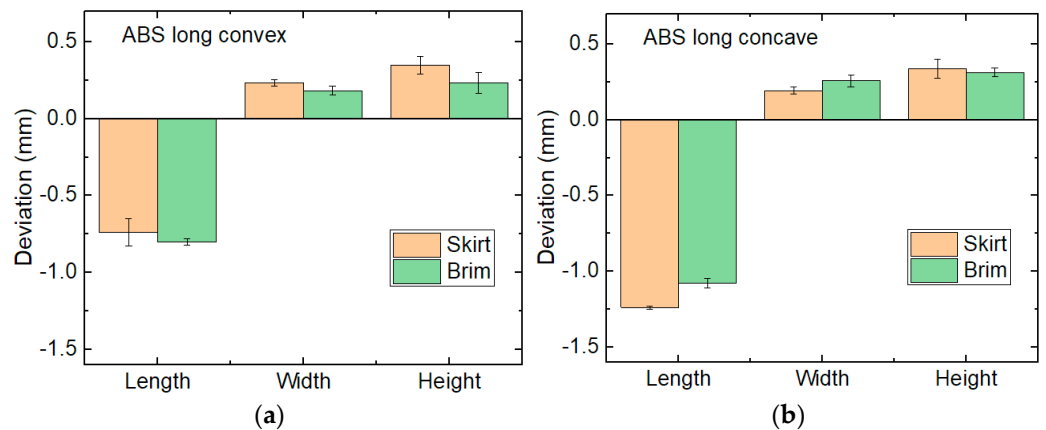 ABS long convex
0.5
0.0
-0.5
-1.0
-1.5
Deviation (mm)
Skirt
Brim
Length Width Height
(a)
ABS long concave
0.5
0.0
-0.5
-1.0
-1.5
Deviation (mm)
Skirt
Brim
Length Width Height
(b)